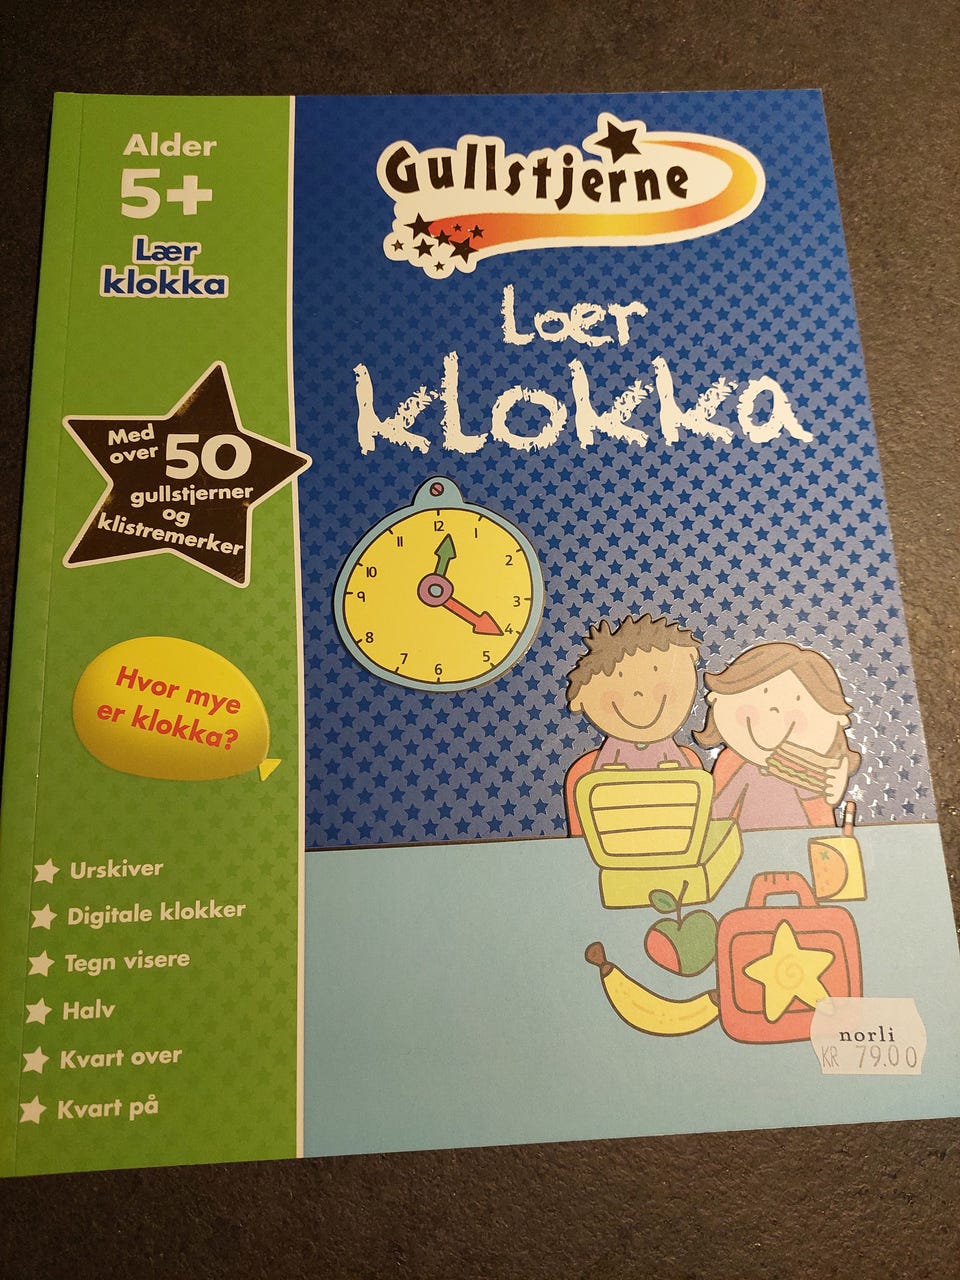 Alder
5+
Lær
klokka
Med
over 50
gullstjerner
og
klistremerker
Hvor mye
er klokka?
Urskiver
Digitale klokker
Tegn visere
Halv
Kvart over
Kvart på
Gullstjerne
Lær
klokka
12
1
2
3
4
5
6
7
8
9
10
11
norli
KR 79.00